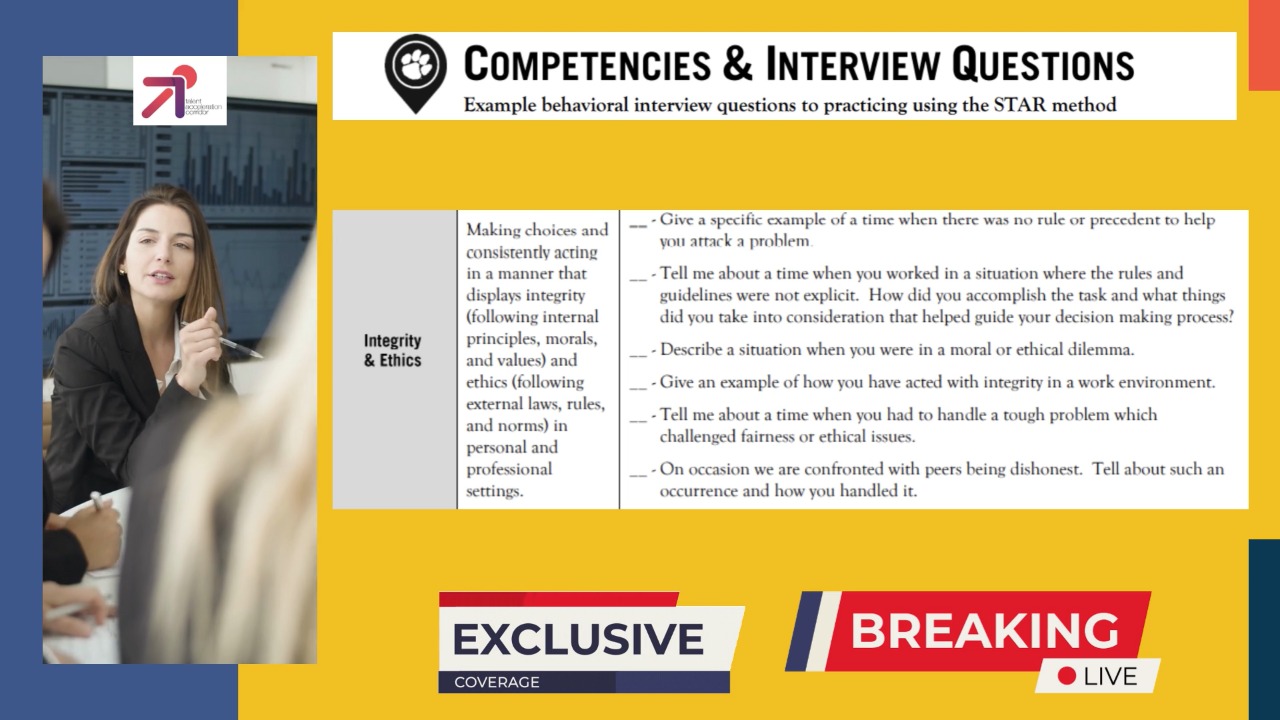 talent
acceleration
corridor
COMPETENCIES & INTERVIEW QUESTIONS
Example behavioral interview questions to practicing using the STAR method
Integrity
& Ethics
Making choices and
consistently acting
in a manner that
displays integrity
(following internal
principles, morals,
and values) and
ethics (following
external laws, rules,
and norms) in
personal and
professional
settings.
__ - Give a specific example of a time when there was no rule or precedent to help
you attack a problem.
__ - Tell me about a time when you worked in a situation where the rules and
guidelines were not explicit.  How did you accomplish the task and what things
did you take into consideration that helped guide your decision making process?
__ - Describe a situation when you were in a moral or ethical dilemma.
__ - Give an example of how you have acted with integrity in a work environment.
__ - Tell me about a time when you had to handle a tough problem which
challenged fairness or ethical issues.
__ - On occasion we are confronted with peers being dishonest.  Tell about such an
occurrence and how you handled it.
EXCLUSIVE
COVERAGE
BREAKING
LIVE